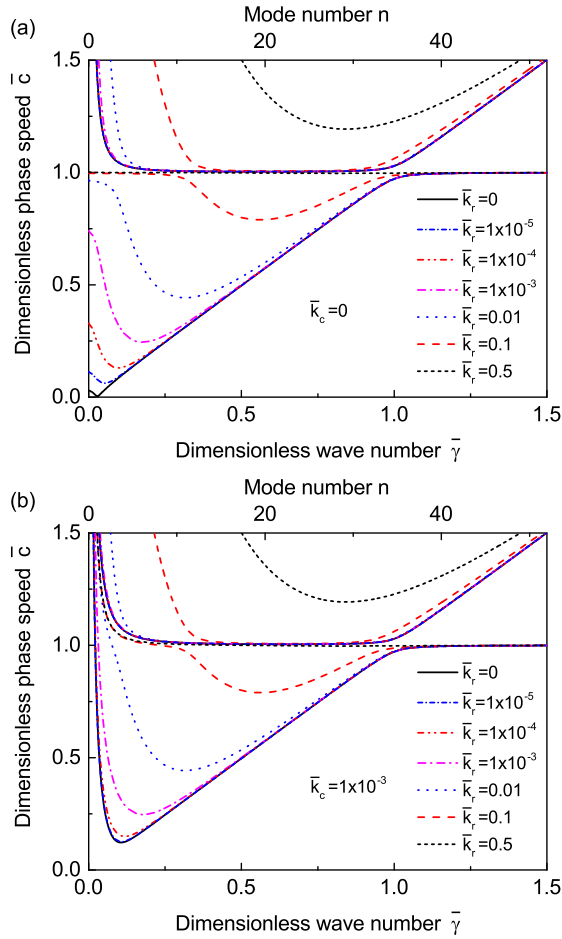 Mode number n
0 20 40
(a)
Dimensionless phase speed c̄
1.5
1.0
0.5
0.0
k̄r=0
k̄r=1x10⁻⁵
k̄r=1x10⁻⁴
k̄r=1x10⁻³
k̄r=0.01
k̄r=0.1
k̄r=0.5
k̄c=0
0.0 0.5 1.0 1.5
Dimensionless wave number γ̄
Mode number n
0 20 40
(b)
Dimensionless phase speed c̄
1.5
1.0
0.5
0.0
k̄r=0
k̄r=1x10⁻⁵
k̄r=1x10⁻⁴
k̄r=1x10⁻³
k̄r=0.01
k̄r=0.1
k̄r=0.5
k̄c=1x10⁻³
0.0 0.5 1.0 1.5
Dimensionless wave number γ̄